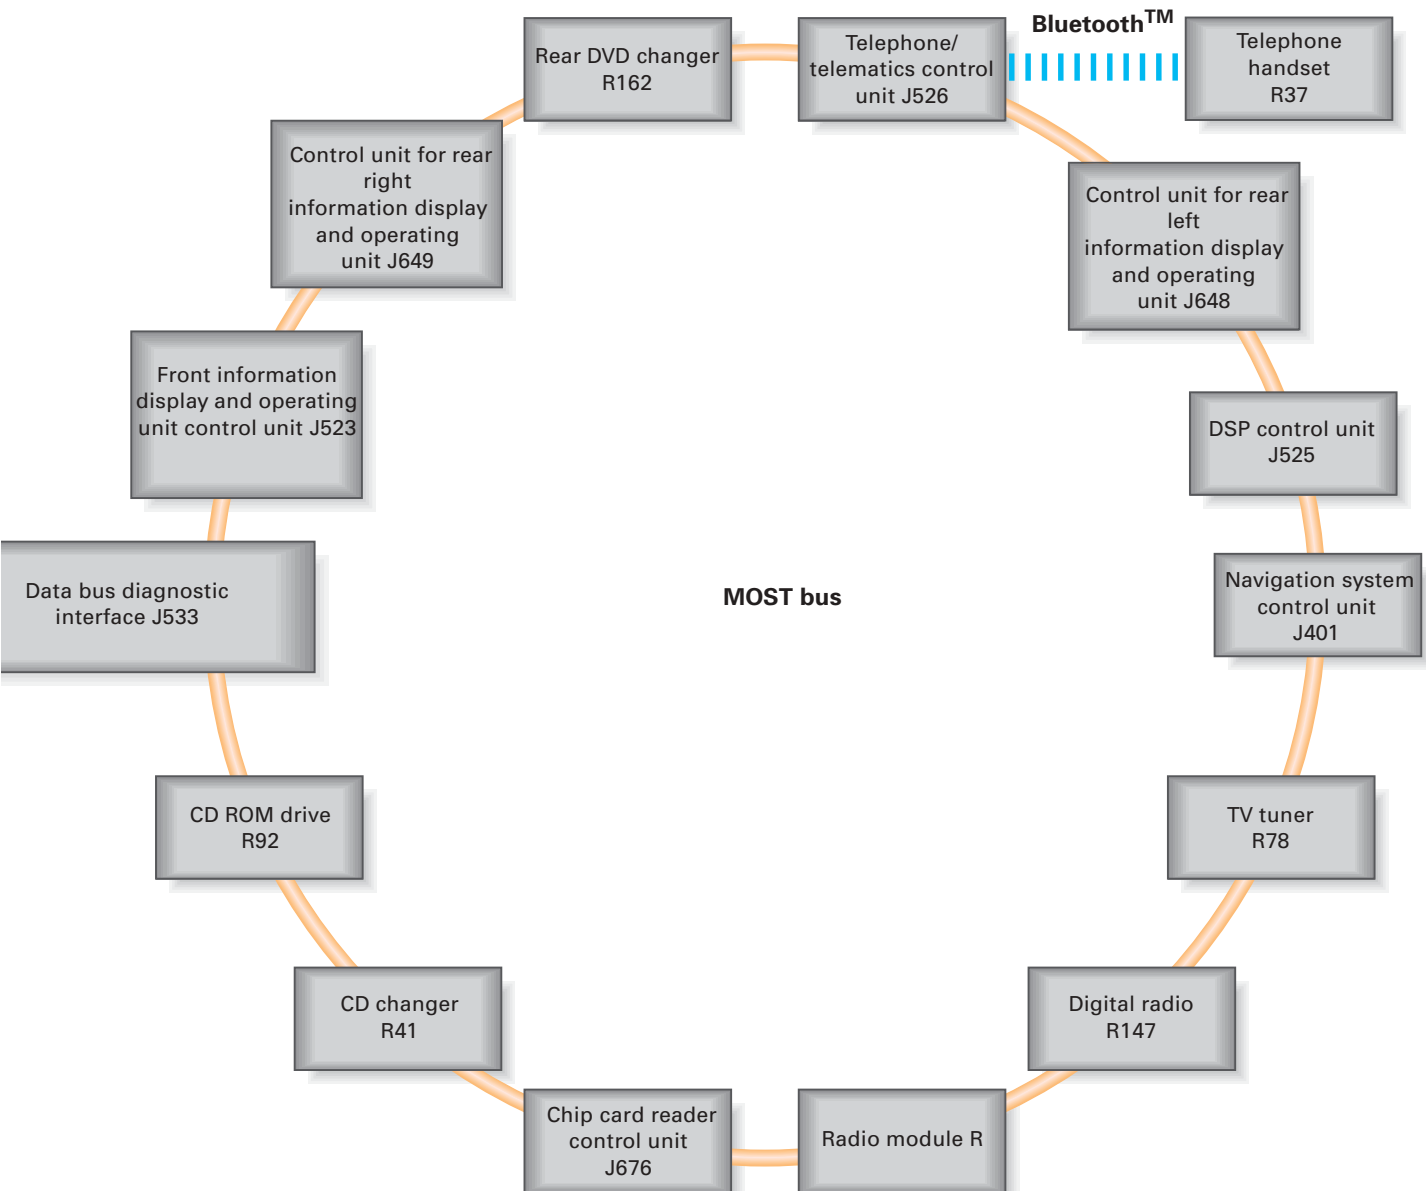 Bluetooth™
Rear DVD changer
R162
Telephone/
telematics control
unit J526
Telephone
handset
R37
Control unit for rear
right
information display
and operating
unit J649
Control unit for rear
left
information display
and operating
unit J648
Front information
display and operating
unit control unit J523
DSP control unit
J525
Data bus diagnostic
interface J533
MOST bus
Navigation system
control unit
J401
CD ROM drive
R92
TV tuner
R78
CD changer
R41
Digital radio
R147
Chip card reader
control unit
J676
Radio module R